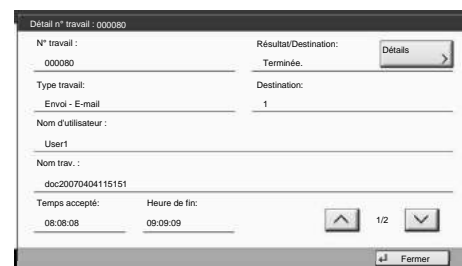 Détail n° travail : 000080
N° travail :
000080
Résultat/Destination:
Terminée.
Détails
Type travail:
Envoi - E-mail
Destination:
1
Nom d'utilisateur :
User1
Nom trav. :
doc20070404115151
Temps accepté:
08:08:08
Heure de fin:
09:09:09
1/2
Fermer